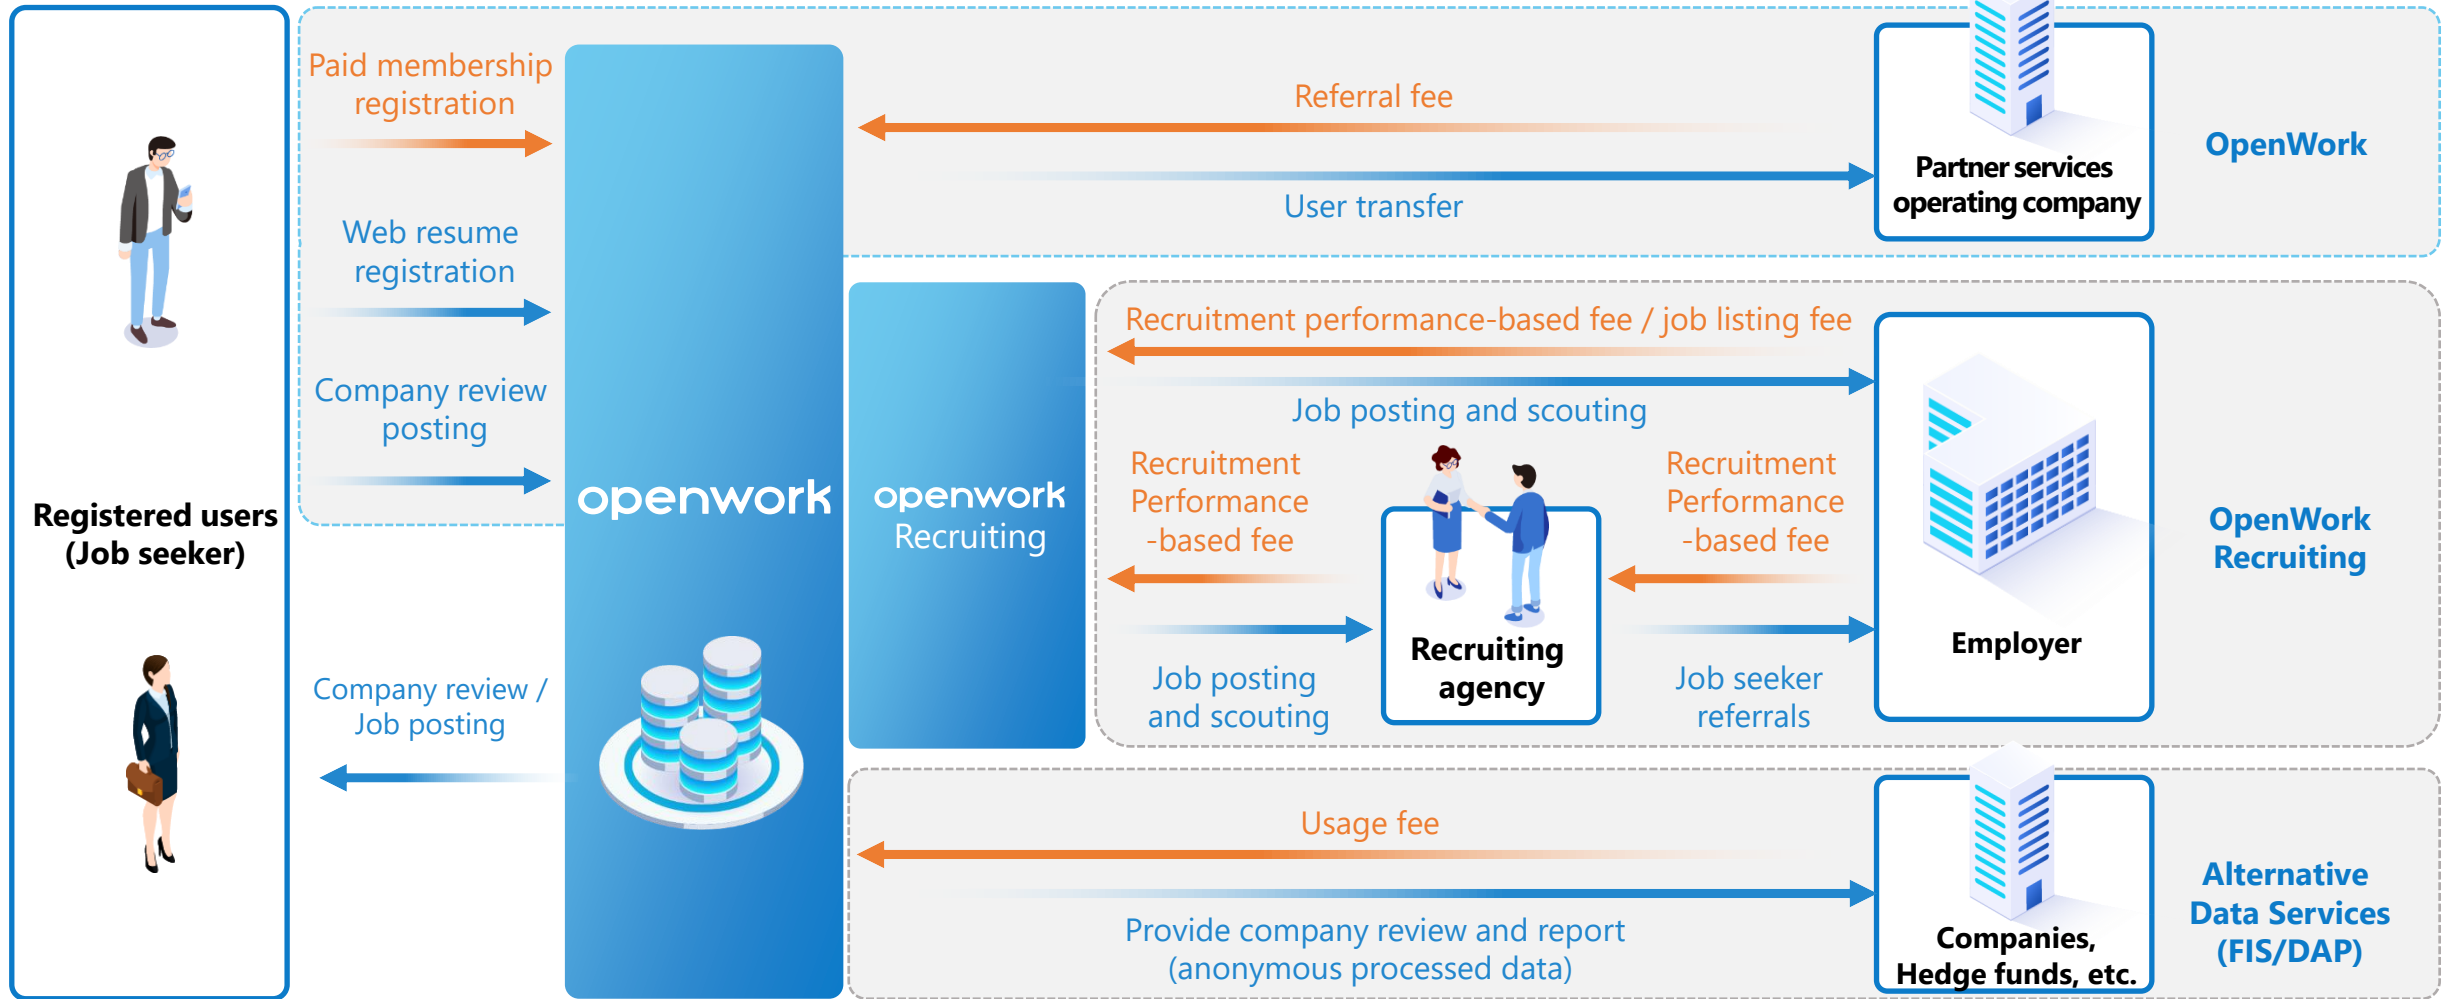 Registered users
(Job seeker)
Paid membership
registration
Web resume
registration
Company review
posting
Company review /
Job posting
openwork
Referral fee
User transfer
Partner services
operating company
OpenWork
openwork
Recruiting
Recruitment performance-based fee / job listing fee
Job posting and scouting
Recruitment
Performance
-based fee
Job posting
and scouting
Recruiting
agency
Recruitment
Performance
-based fee
Job seeker
referrals
Employer
OpenWork
Recruiting
Usage fee
Provide company review and report
(anonymous processed data)
Companies,
Hedge funds, etc.
Alternative
Data Services
(FIS/DAP)